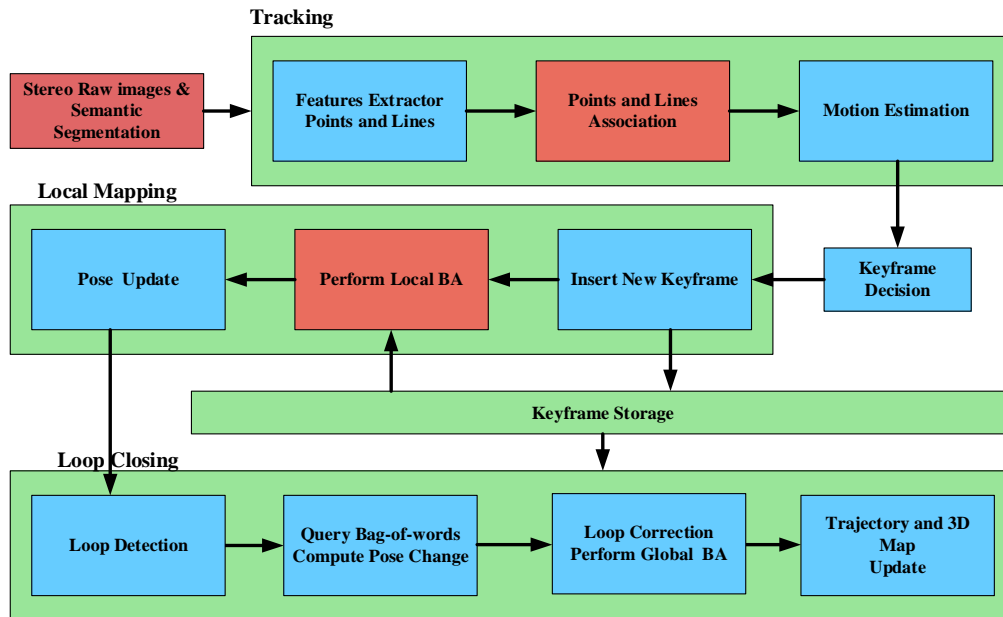 Tracking
Stereo Raw images &
Semantic
Segmentation
Features Extractor
Points and Lines
Points and Lines
Association
Motion Estimation
Local Mapping
Pose Update
Perform Local BA
Insert New Keyframe
Keyframe
Decision
Keyframe Storage
Loop Closing
Loop Detection
Query Bag-of-words
Compute Pose Change
Loop Correction
Perform Global BA
Trajectory and 3D
Map
Update